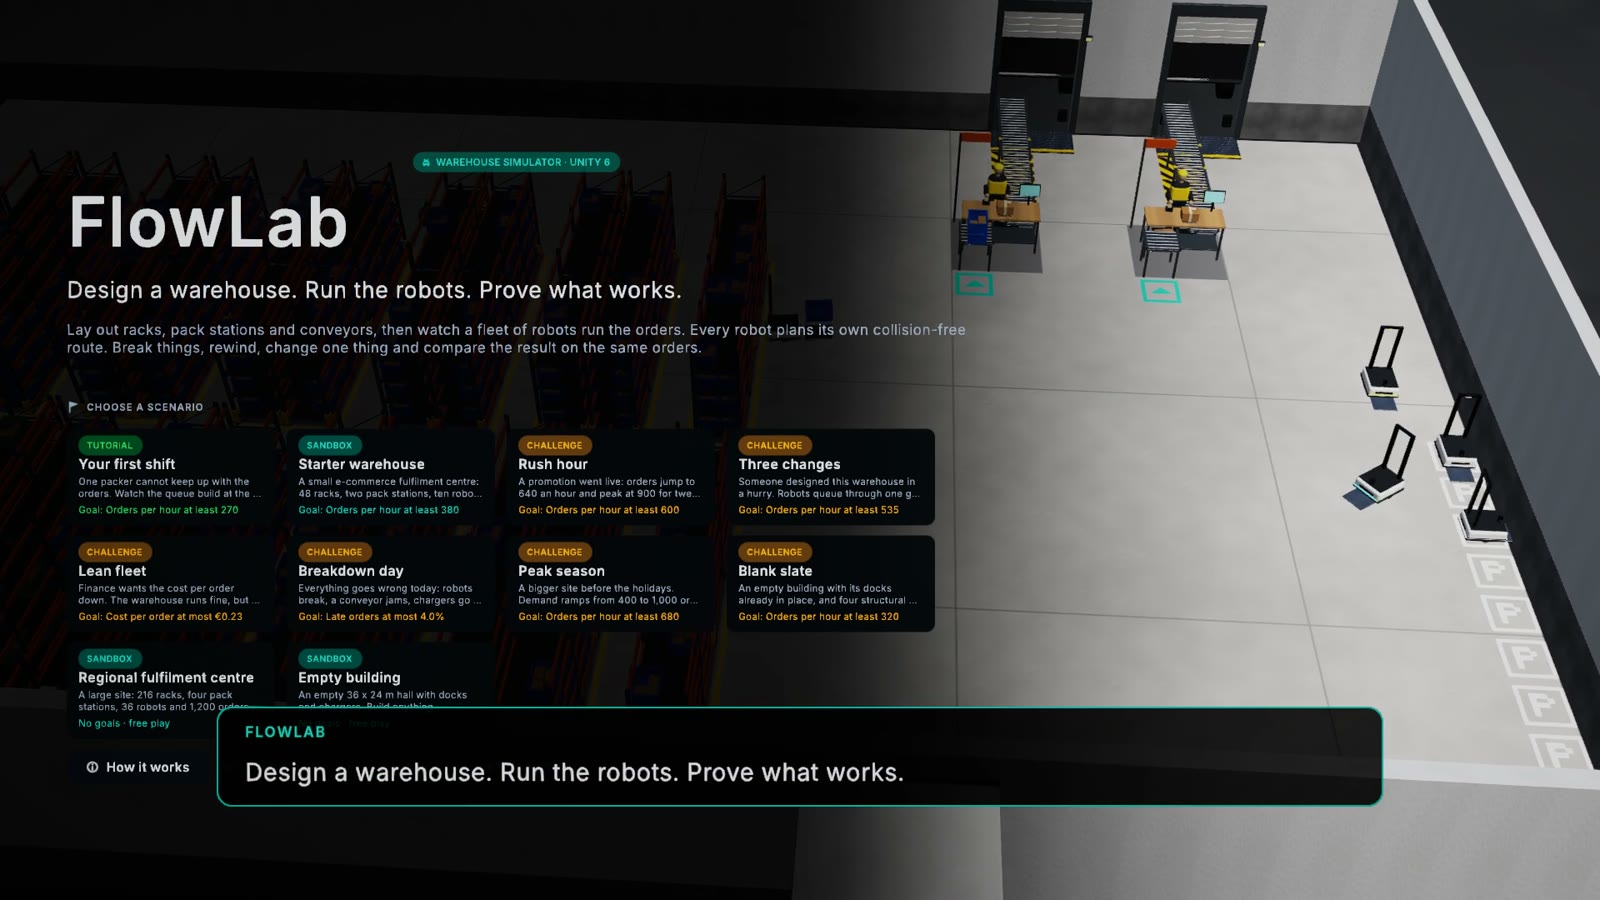 WAREHOUSE SIMULATOR · UNITY 6
FlowLab
Design a warehouse. Run the robots. Prove what works.
Lay out racks, pack stations and conveyors, then watch a fleet of robots run the orders. Every robot plans its own collision-free
route. Break things, rewind, change one thing and compare the result on the same orders.
CHOOSE A SCENARIO
TUTORIAL
Your first shift
One packer cannot keep up with the
orders. Watch the queue build at the ...
Goal: Orders per hour at least 270
SANDBOX
Starter warehouse
A small e-commerce fulfilment centre:
48 racks, two pack stations, ten robo...
Goal: Orders per hour at least 380
CHALLENGE
Rush hour
A promotion went live: orders jump to
640 an hour and peak at 900 for twe...
Goal: Orders per hour at least 600
CHALLENGE
Three changes
Someone designed this warehouse in
a hurry. Robots queue through one g...
Goal: Orders per hour at least 535
CHALLENGE
Lean fleet
Finance wants the cost per order
down. The warehouse runs fine, but ...
Goal: Cost per order at most €0.23
CHALLENGE
Breakdown day
Everything goes wrong today: robots
break, a conveyor jams, chargers go ...
Goal: Late orders at most 4.0%
CHALLENGE
Peak season
A bigger site before the holidays.
Demand ramps from 400 to 1,000 or...
Goal: Orders per hour at least 680
CHALLENGE
Blank slate
An empty building with its docks
already in place, and four structural ...
Goal: Orders per hour at least 320
SANDBOX
Regional fulfilment centre
A large site: 216 racks, four pack
stations, 36 robots and 1,200 orders
No goals · free play
SANDBOX
Empty building
An empty 36 x 24 m hall with docks
and chargers. Build anything.
No goals · free play
How it works
FLOWLAB
Design a warehouse. Run the robots. Prove what works.
P
P
P
P
P